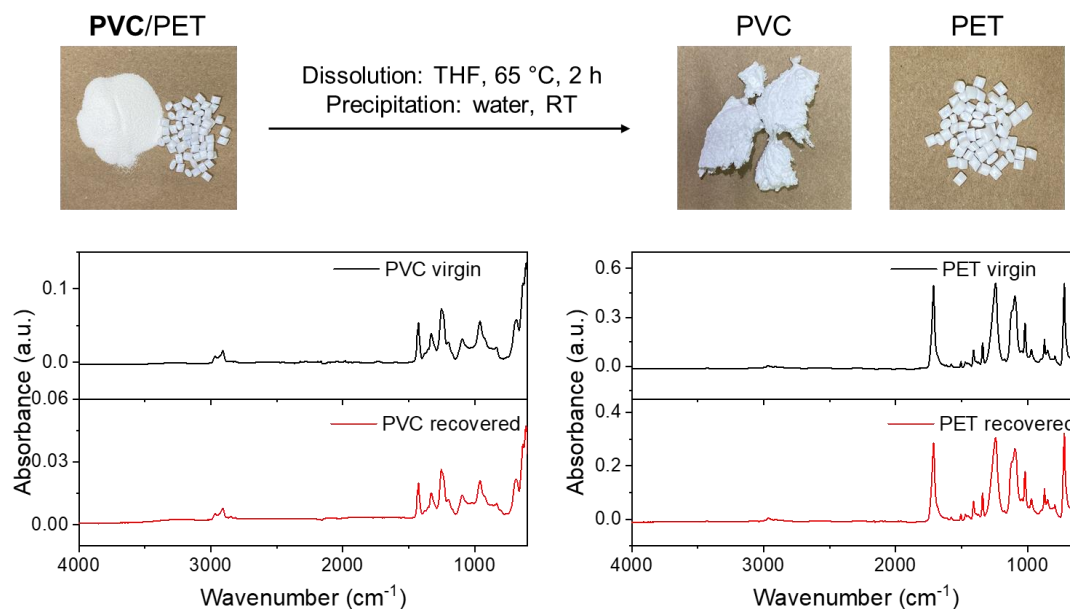 PVC/PET
Dissolution: THF, 65 °C, 2 h
Precipitation: water, RT
PVC
PET
PVC virgin
0.1
0.0
Absorbance (a.u.)
0.06
PVC recovered
0.03
0.00
4000 3000 2000 1000
Wavenumber (cm⁻¹)
PET virgin
0.6
0.3
0.0
Absorbance (a.u.)
0.4
PET recovered
0.2
0.0
4000 3000 2000 1000
Wavenumber (cm⁻¹)